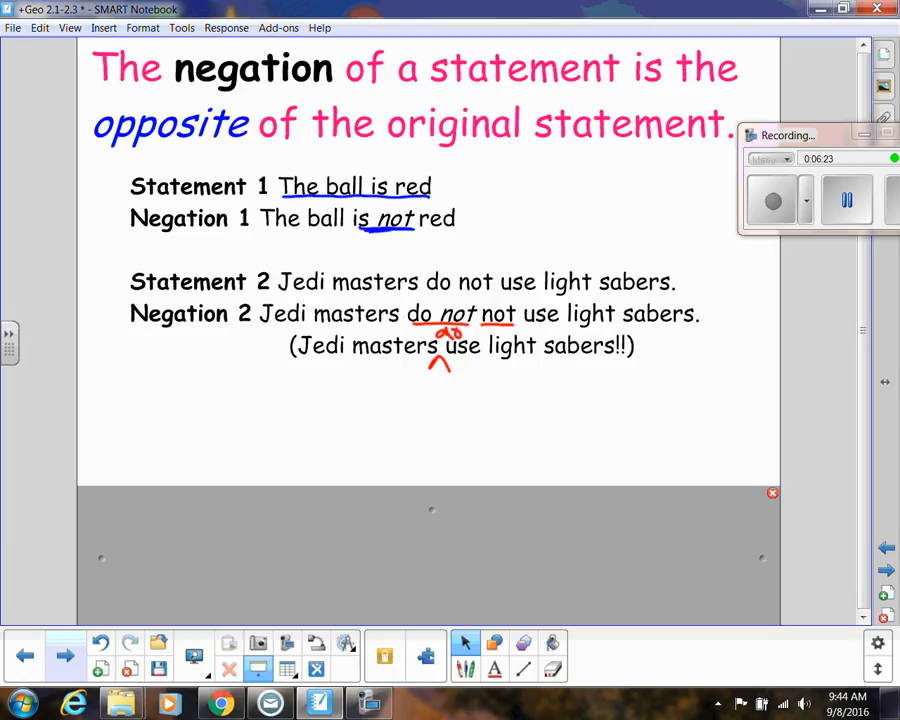 +Geo 2.1-2.3 * - SMART Notebook
File Edit View Insert Format Tools Response Add-ons Help
The negation of a statement is the
opposite of the original statement.
Recording...
Menu
0:06:23
Statement 1 The ball is red
Negation 1 The ball is not red
Statement 2 Jedi masters do not use light sabers.
Negation 2 Jedi masters do not not use light sabers.
do
(Jedi masters use light sabers!!)
9:44 AM
9/8/2016